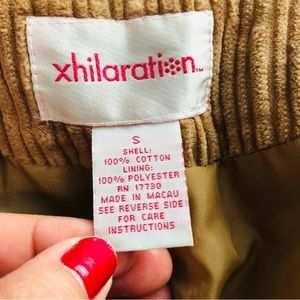 xhilaration™
S
SHELL:
100% COTTON
LINING:
100% POLYESTER
RN 17730
MADE IN MACAU
SEE REVERSE SIDE
FOR CARE
INSTRUCTIONS